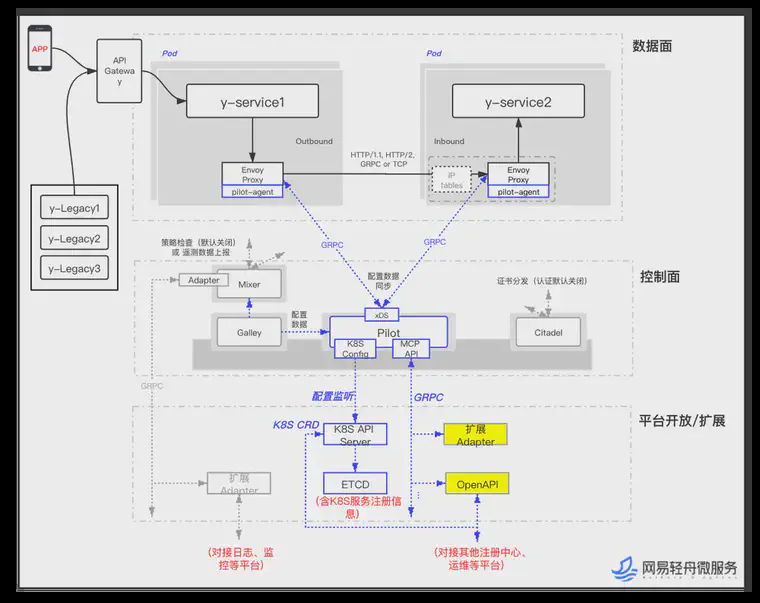 APP
API
Gatewa
y
Pod
Pod
数据面
y-service1
y-service2
Outbound
Inbound
HTTP/1.1, HTTP/2,
GRPC or TCP
Envoy
Proxy
pilot-agent
IP
tables
Envoy
Proxy
pilot-agent
y-Legacy1
y-Legacy2
y-Legacy3
GRPC
GRPC
策略检查（默认关闭）
或 遥测数据上报
配置数据
同步
证书分发（认证默认关闭）
控制面
Adapter
Mixer
配置
数据
xDS
Galley
Pilot
K8S
Config
MCP
API
Citadel
GRPC
配置监听
GRPC
K8S CRD
K8S API
Server
扩展
Adapter
平台开放/扩展
扩展
Adapter
ETCD
OpenAPI
（含K8S服务注册信
息）
（对接日志、监
控等平台）
（对接其他注册中心、
运维等平台）
网易轻舟微服务